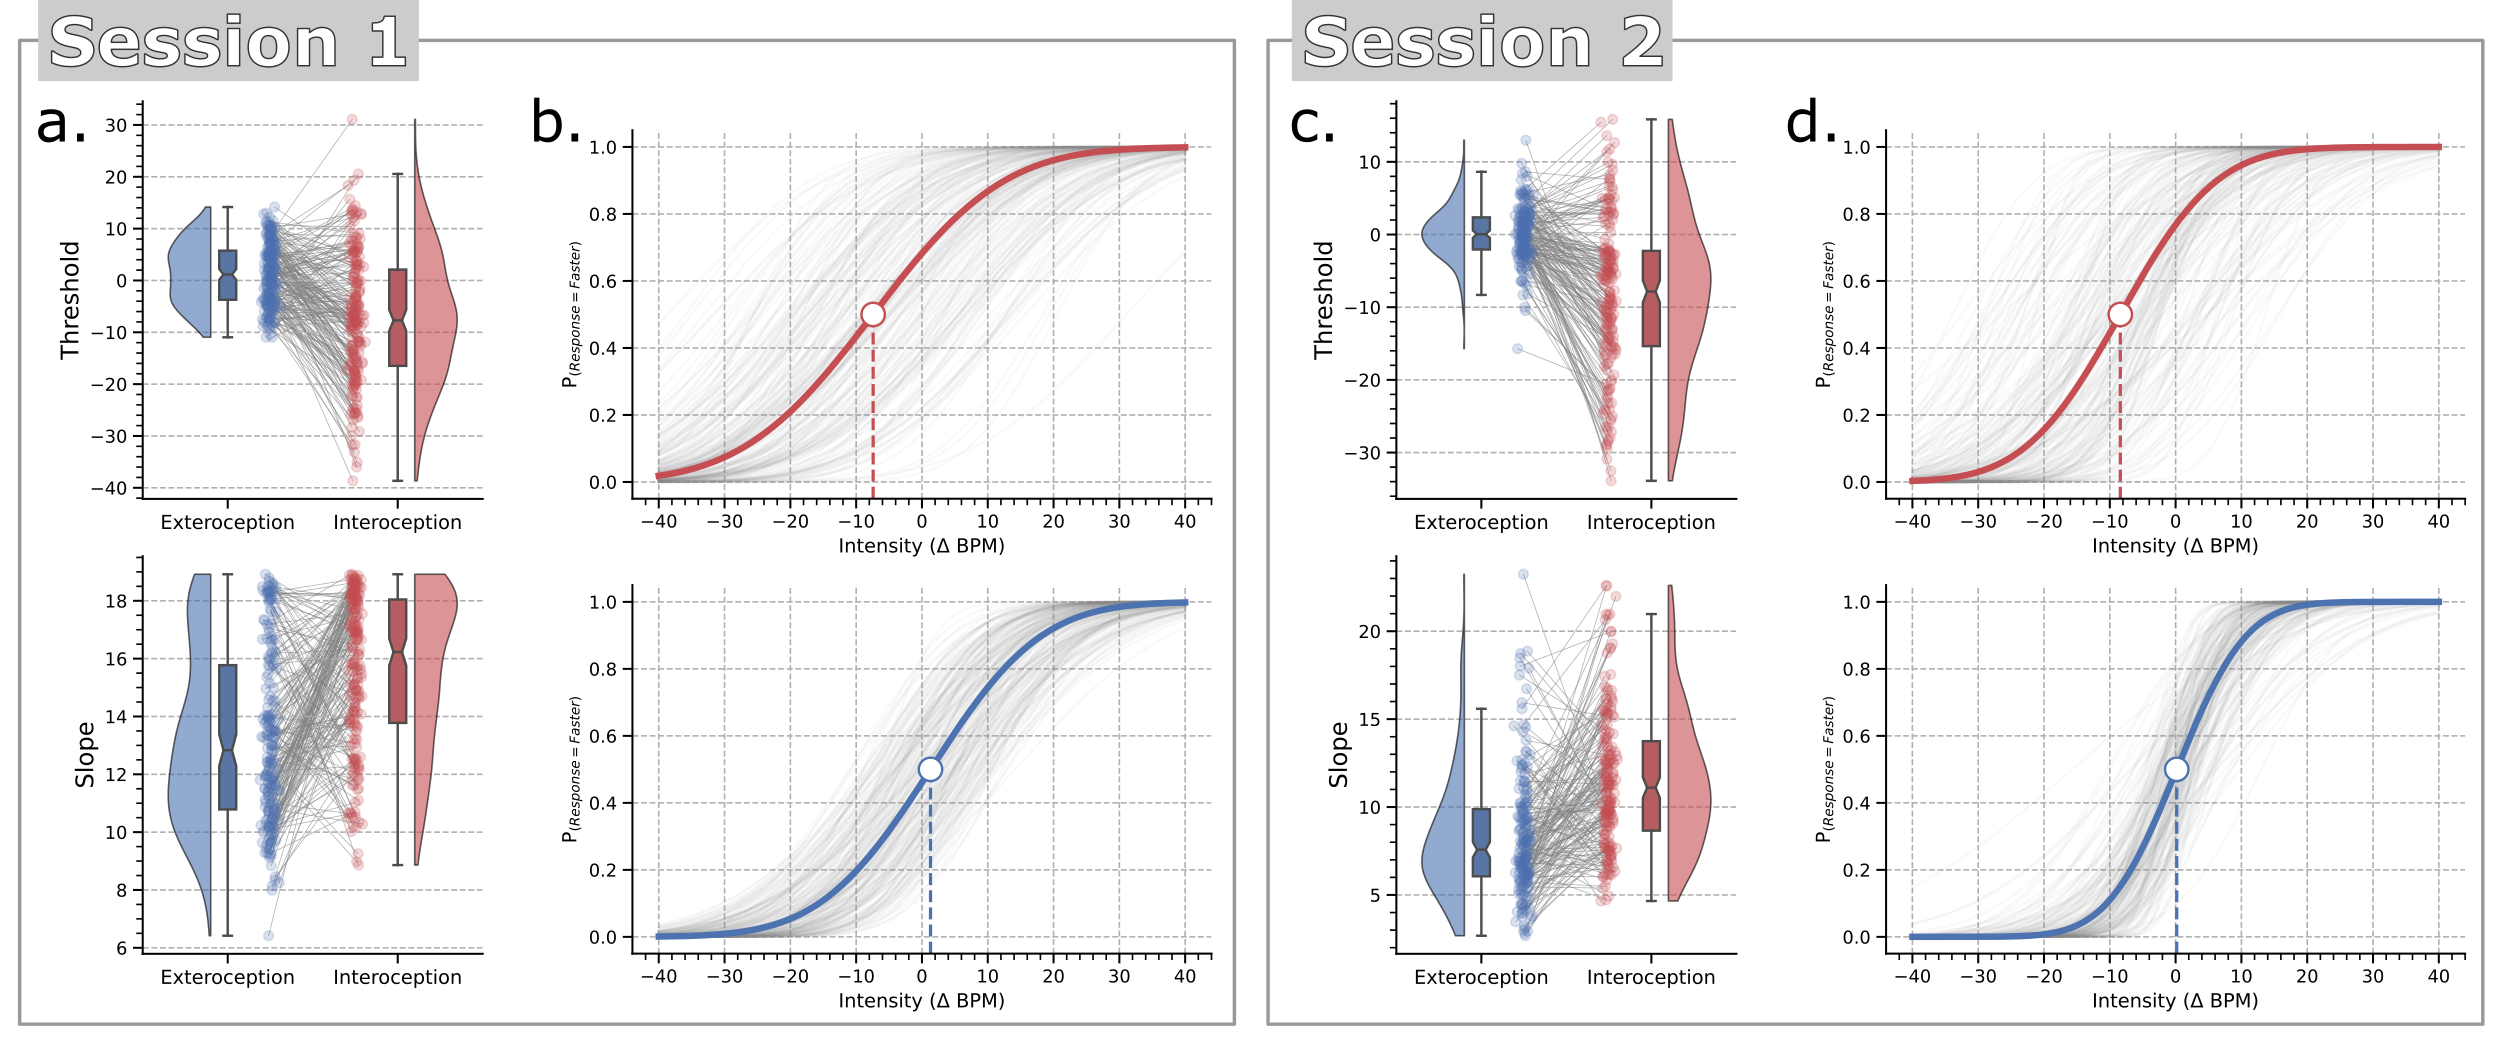 Session 1
a.
Threshold
30
20
10
0
−10
−20
−30
−40
Exteroception Interoception
Slope
18
16
14
12
10
8
6
Exteroception Interoception
b.
P(Response = Faster)
1.0
0.8
0.6
0.4
0.2
0.0
−40 −30 −20 −10 0 10 20 30 40
Intensity (Δ BPM)
P(Response = Faster)
1.0
0.8
0.6
0.4
0.2
0.0
−40 −30 −20 −10 0 10 20 30 40
Intensity (Δ BPM)
Session 2
c.
Threshold
10
0
−10
−20
−30
Exteroception Interoception
Slope
20
15
10
5
Exteroception Interoception
d.
P(Response = Faster)
1.0
0.8
0.6
0.4
0.2
0.0
−40 −30 −20 −10 0 10 20 30 40
Intensity (Δ BPM)
P(Response = Faster)
1.0
0.8
0.6
0.4
0.2
0.0
−40 −30 −20 −10 0 10 20 30 40
Intensity (Δ BPM)